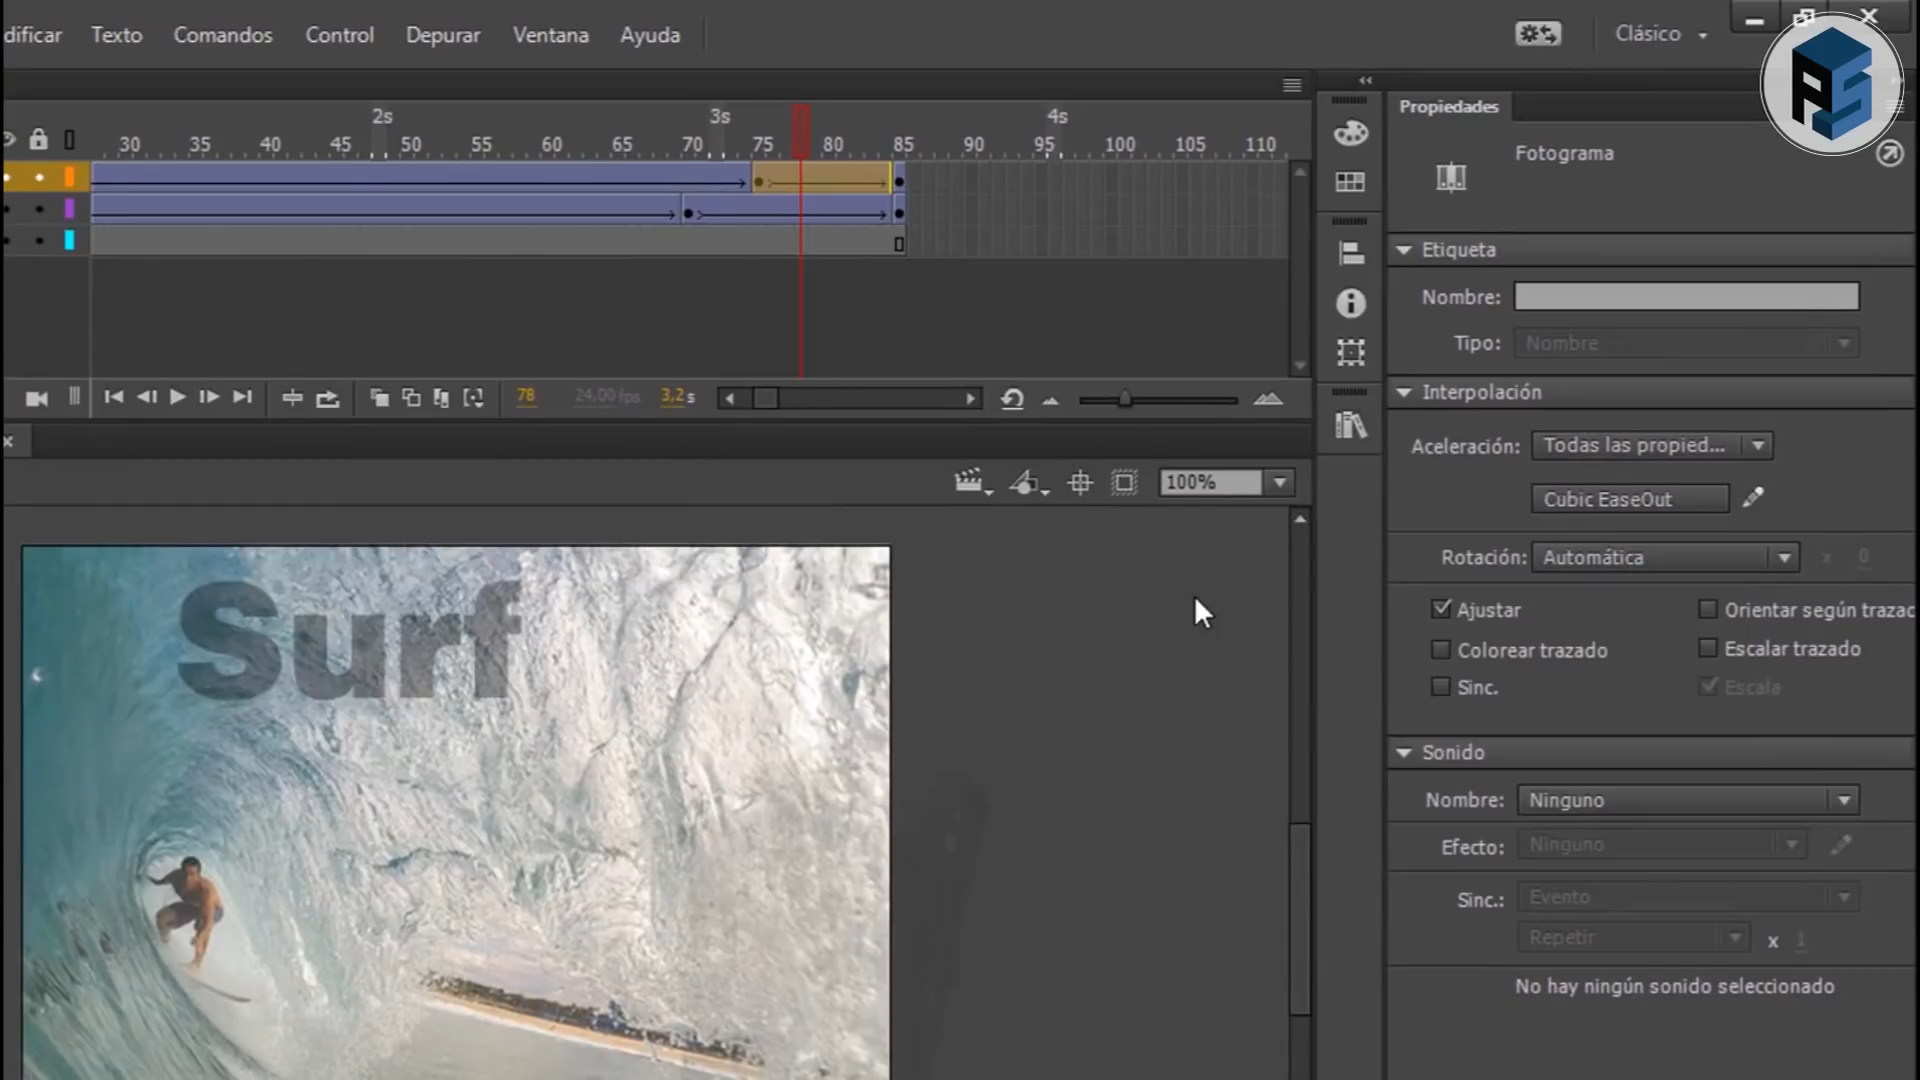 dificar Texto Comandos Control Depurar Ventana Ayuda Clásico
PS
Propiedades
2s 3s 4s
30 35 40 45 50 55 60 65 70 75 80 85 90 95 100 105 110
Fotograma
Etiqueta
Nombre:
Tipo: Nombre
Interpolación
78 24,00 fps 3,2 s
Aceleración: Todas las propied...
100%
Cubic EaseOut
Rotación: Automática x 0
Surf
Ajustar Orientar según trazac
Colorear trazado Escalar trazado
Sinc. Escala
Sonido
Nombre: Ninguno
Efecto: Ninguno
Sinc.: Evento
Repetir x 1
No hay ningún sonido seleccionado